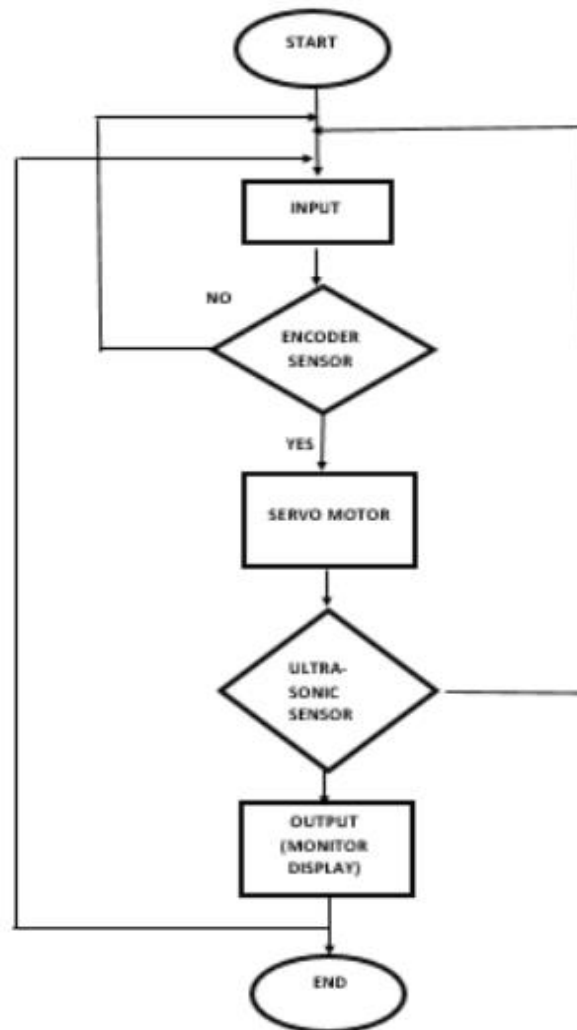 START
INPUT
NO
ENCODER
SENSOR
YES
SERVO MOTOR
ULTRA-
SONIC
SENSOR
OUTPUT
(MONITOR
DISPLAY)
END